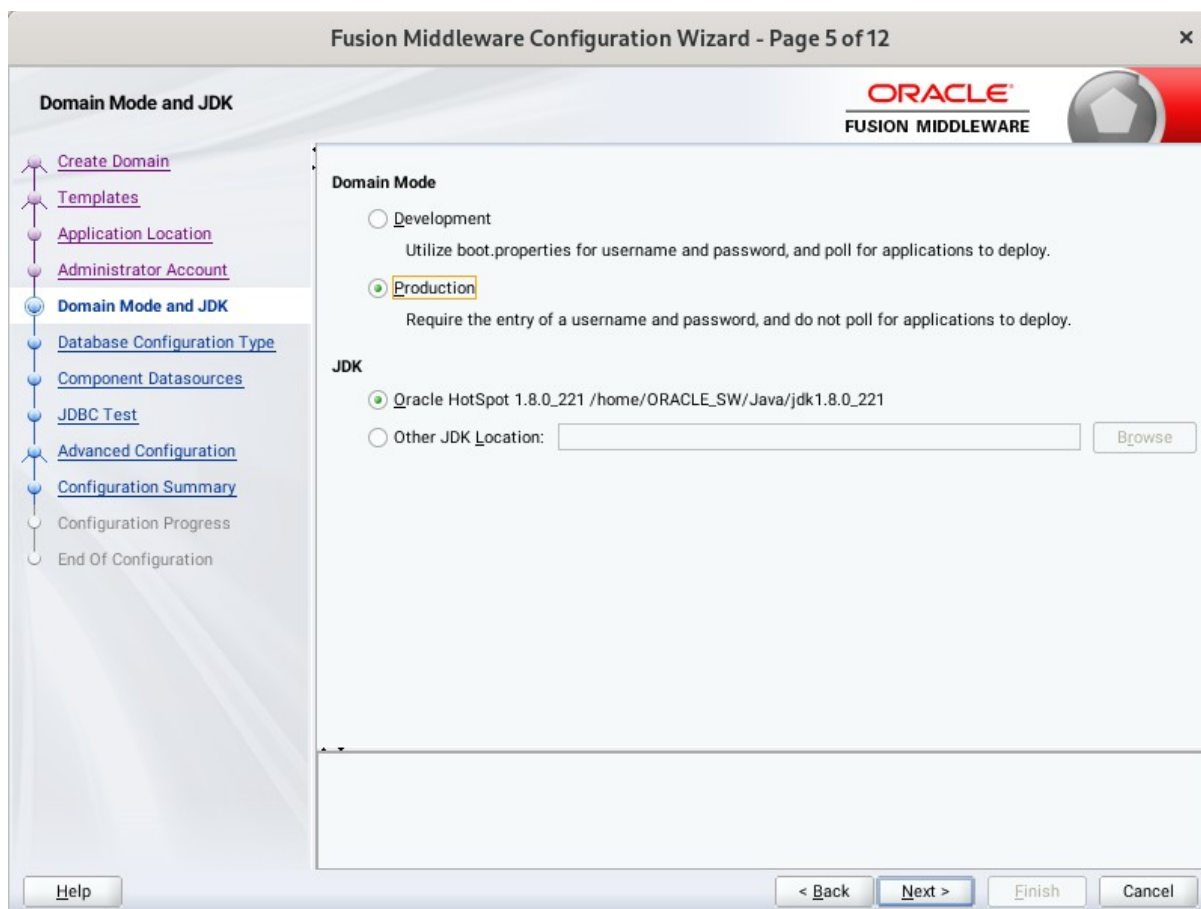 Fusion Middleware Configuration Wizard - Page 5 of 12
Domain Mode and JDK
ORACLE
FUSION MIDDLEWARE
Create Domain
Templates
Application Location
Administrator Account
Domain Mode and JDK
Database Configuration Type
Component Datasources
JDBC Test
Advanced Configuration
Configuration Summary
Configuration Progress
End Of Configuration
Domain Mode
Development
Utilize boot.properties for username and password, and poll for applications to deploy.
Production
Require the entry of a username and password, and do not poll for applications to deploy.
JDK
Oracle HotSpot 1.8.0_221 /home/ORACLE_SW/Java/jdk1.8.0_221
Other JDK Location: Browse
Help < Back Next > Finish Cancel